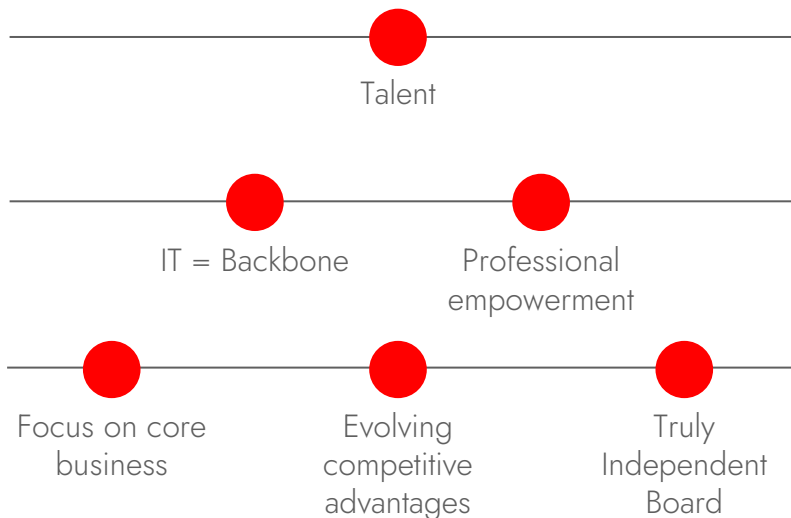 Talent
IT = Backbone
Professional
empowerment
Focus on core
business
Evolving
competitive
advantages
Truly
Independent
Board